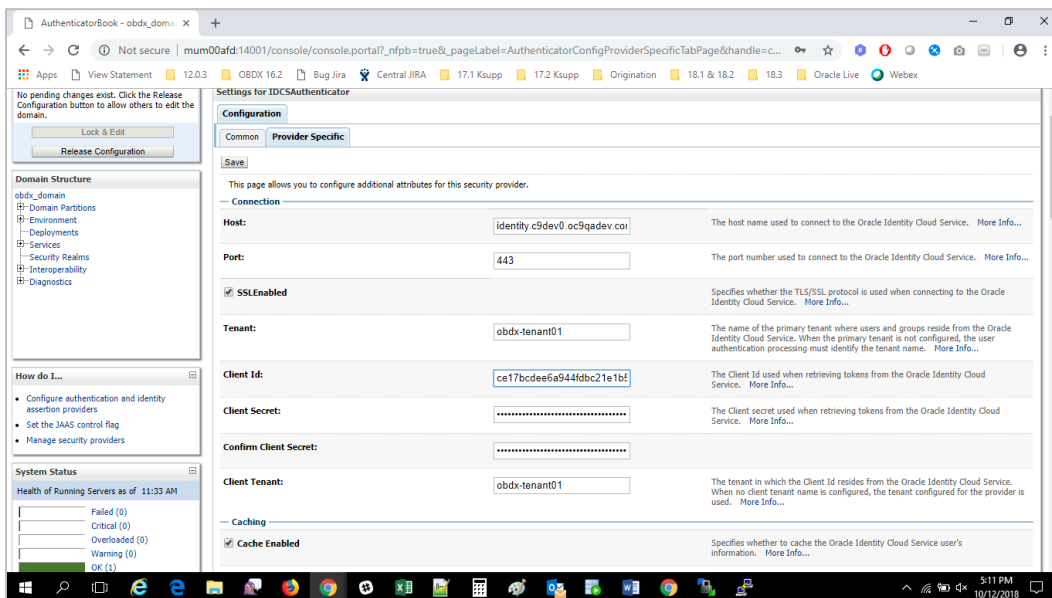 AuthenticatorBook - obdx_doma
Not secure | mum00afd:14001/console/console.portal?_nfpb=true&_pageLabel=AuthenticatorConfigProviderSpecificTabPage&handle=c...
Apps View Statement 12.0.3 OBDX 16.2 Bug Jira Central JIRA 17.1 Ksupp 17.2 Ksupp Origination 18.1 & 18.2 18.3 Oracle Live Webex
No pending changes exist. Click the Release
Configuration button to allow others to edit the
domain.
Lock & Edit
Release Configuration
Domain Structure
obdx_domain
Domain Partitions
Environment
Deployments
Services
Security Realms
Interoperability
Diagnostics
How do I...
Configure authentication and identity
assertion providers
Set the JAAS control flag
Manage security providers
System Status
Health of Running Servers as of 11:33 AM
Failed (0)
Critical (0)
Overloaded (0)
Warning (0)
OK (1)
Settings for IDCSAuthenticator
Configuration
Common Provider Specific
Save
This page allows you to configure additional attributes for this security provider.
Connection
Host: identity.c9dev0.oc9qadev.co The host name used to connect to the Oracle Identity Cloud Service. More Info...
Port: 443 The port number used to connect to the Oracle Identity Cloud Service. More Info...
SSLEnabled Specifies whether the TLS/SSL protocol is used when connecting to the Oracle
Identity Cloud Service. More Info...
Tenant: obdx-tenant01 The name of the primary tenant where users and groups reside from the Oracle
Identity Cloud Service. When the primary tenant is not configured, the user
authentication processing must identify the tenant name. More Info...
Client Id: ce17bcdee6a944fdbc21e1b5 The Client Id used when retrieving tokens from the Oracle Identity Cloud
Service. More Info...
Client Secret: The Client secret used when retrieving tokens from the Oracle Identity Cloud
Service. More Info...
Confirm Client Secret:
Client Tenant: obdx-tenant01 The tenant in which the Client Id resides from the Oracle Identity Cloud Service.
When no client tenant name is configured, the tenant configured for the provider is
used. More Info...
Caching
Cache Enabled Specifies whether to cache the Oracle Identity Cloud Service user's
information. More Info...
5:11 PM
10/12/2018